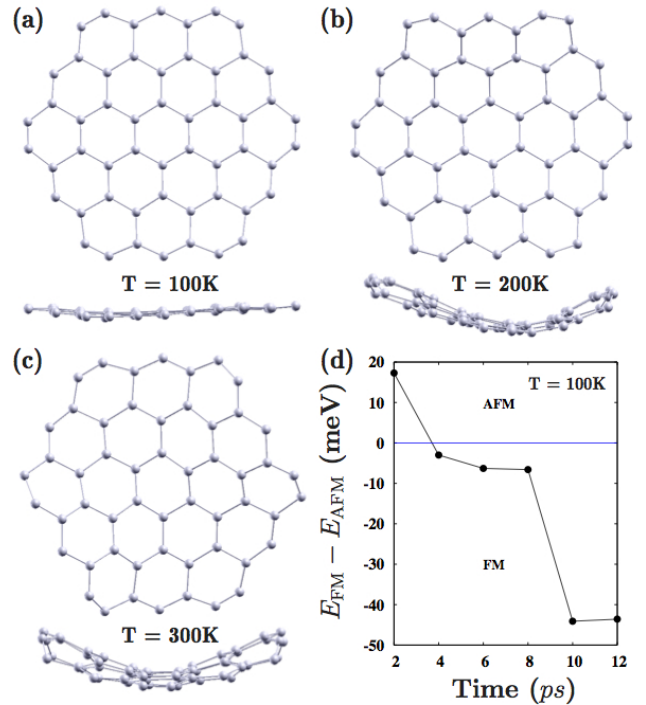 (a)
(b)
T = 100K
T = 200K
(c)
(d)
T = 300K
20
10
0
-10
-20
-30
-40
-50
2
4
6
8
10
12
T = 100K
AFM
FM
E_FM − E_AFM (meV)
Time (ps)